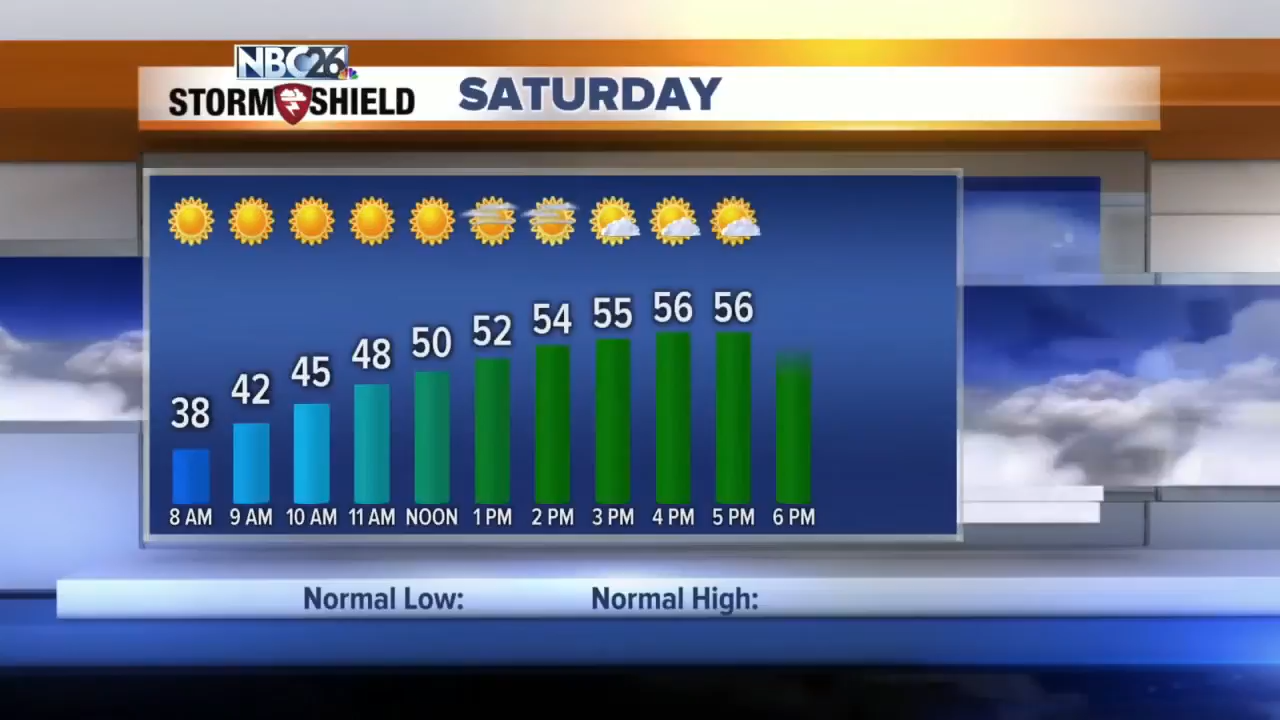 NBC26
STORM SHIELD
SATURDAY
38 42 45 48 50 52 54 55 56 56
8 AM 9 AM 10 AM 11 AM NOON 1 PM 2 PM 3 PM 4 PM 5 PM 6 PM
Normal Low: Normal High: